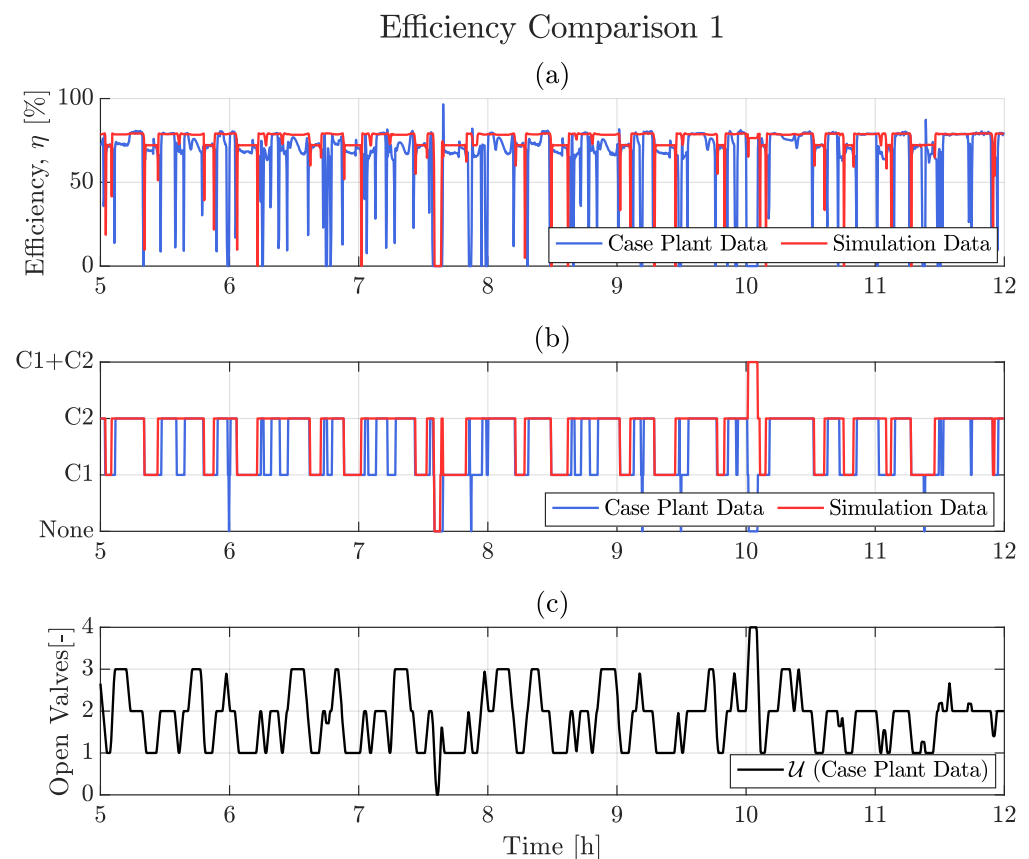 Efficiency Comparison 1
(a)
Efficiency, η [%]
100
50
0
Case Plant Data
Simulation Data
5 6 7 8 9 10 11 12
(b)
C1+C2
C2
C1
None
Case Plant Data
Simulation Data
5 6 7 8 9 10 11 12
(c)
Open Valves[-]
4
3
2
1
0
𝒰 (Case Plant Data)
5 6 7 8 9 10 11 12
Time [h]